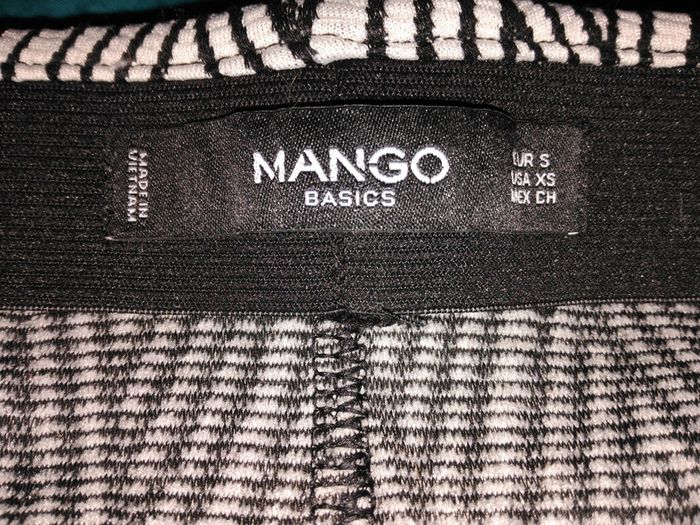 MADE IN
VIETNAM
MANGO
BASICS
EUR S
USA XS
MEX CH